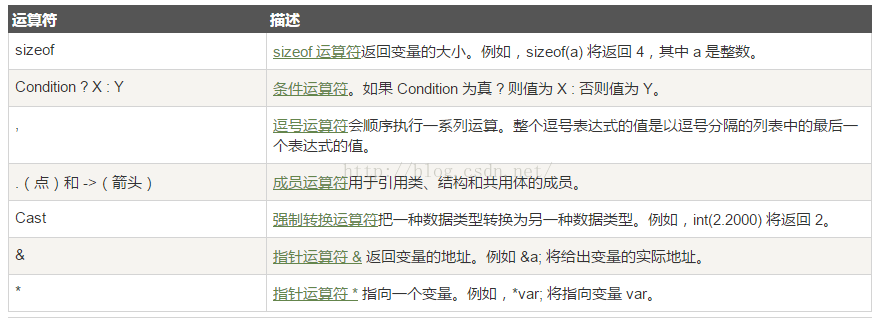 运算符 描述
sizeof sizeof 运算符返回变量的大小。例如，sizeof(a) 将返回 4，其中 a 是整数。
Condition ? X : Y 条件运算符。如果 Condition 为真 ? 则值为 X : 否则值为 Y。
, 逗号运算符会顺序执行一系列运算。整个逗号表达式的值是以逗号分隔的列表中的最后一
个表达式的值。
http://blog.csdn.net/
.（点）和 ->（箭头） 成员运算符用于引用类、结构和共用体的成员。
Cast 强制转换运算符把一种数据类型转换为另一种数据类型。例如，int(2.2000) 将返回 2。
& 指针运算符 & 返回变量的地址。例如 &a; 将给出变量的实际地址。
* 指针运算符 * 指向一个变量。例如，*var; 将指向变量 var。